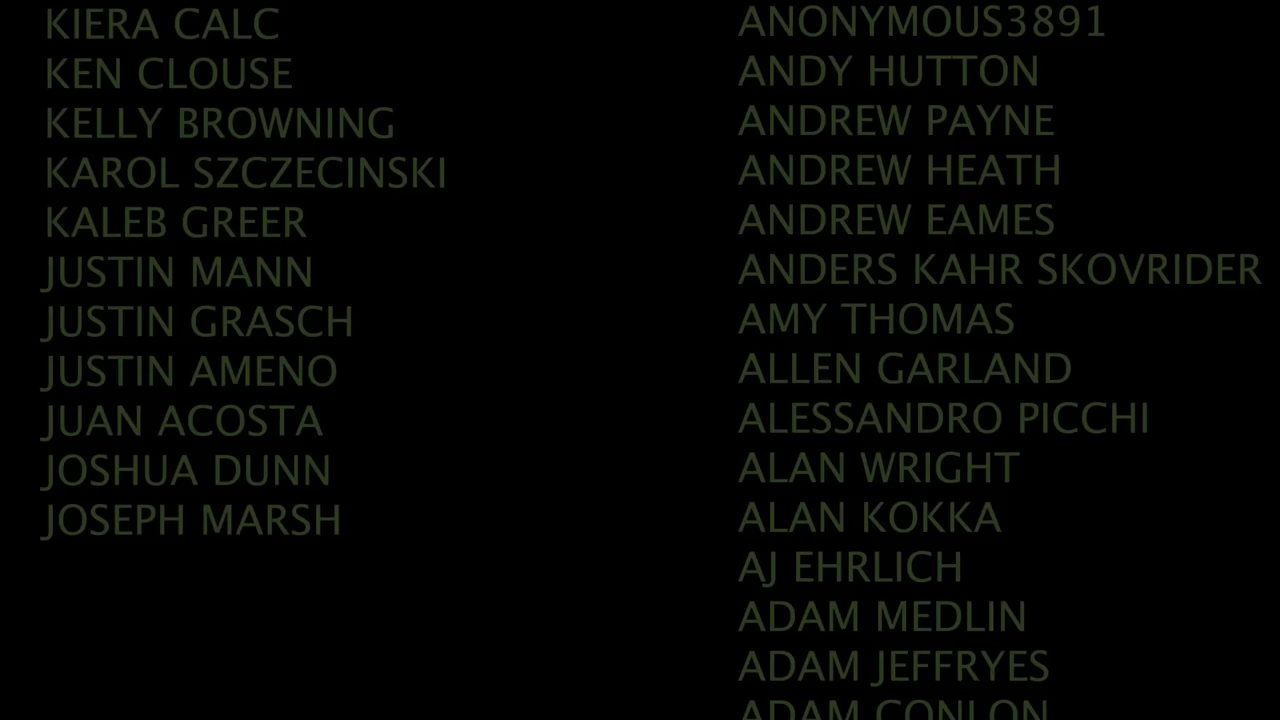 KIERA CALC
KEN CLOUSE
KELLY BROWNING
KAROL SZCZECINSKI
KALEB GREER
JUSTIN MANN
JUSTIN GRASCH
JUSTIN AMENO
JUAN ACOSTA
JOSHUA DUNN
JOSEPH MARSH
ANONYMOUS3891
ANDY HUTTON
ANDREW PAYNE
ANDREW HEATH
ANDREW EAMES
ANDERS KAHR SKOVRIDER
AMY THOMAS
ALLEN GARLAND
ALESSANDRO PICCHI
ALAN WRIGHT
ALAN KOKKA
AJ EHRLICH
ADAM MEDLIN
ADAM JEFFRYES
ADAM CONLON